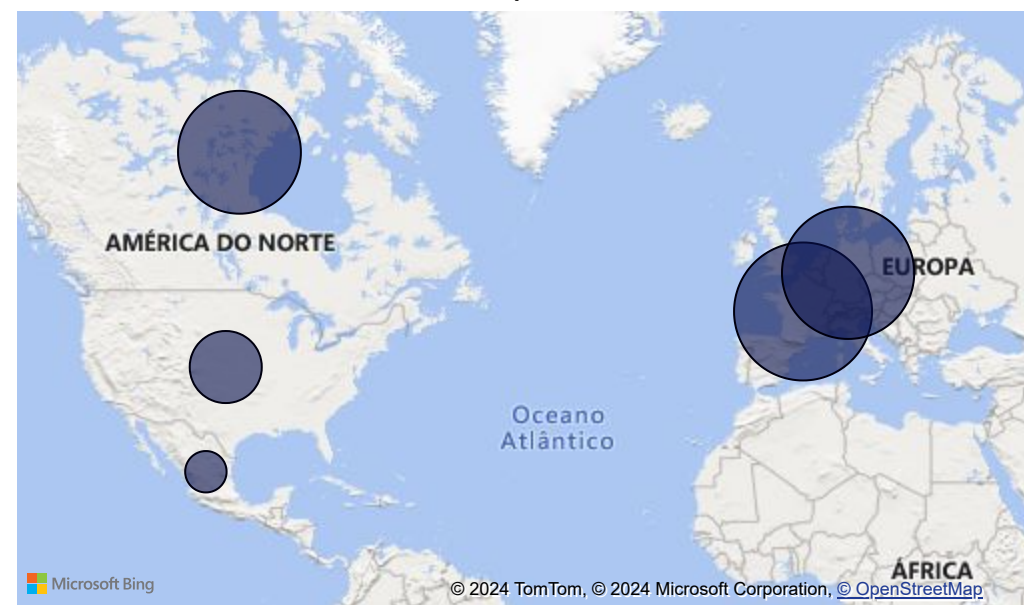 AMÉRICA DO NORTE
EUROPA
Oceano
Atlântico
ÁFRICA
Microsoft Bing
© 2024 TomTom, © 2024 Microsoft Corporation, © OpenStreetMap